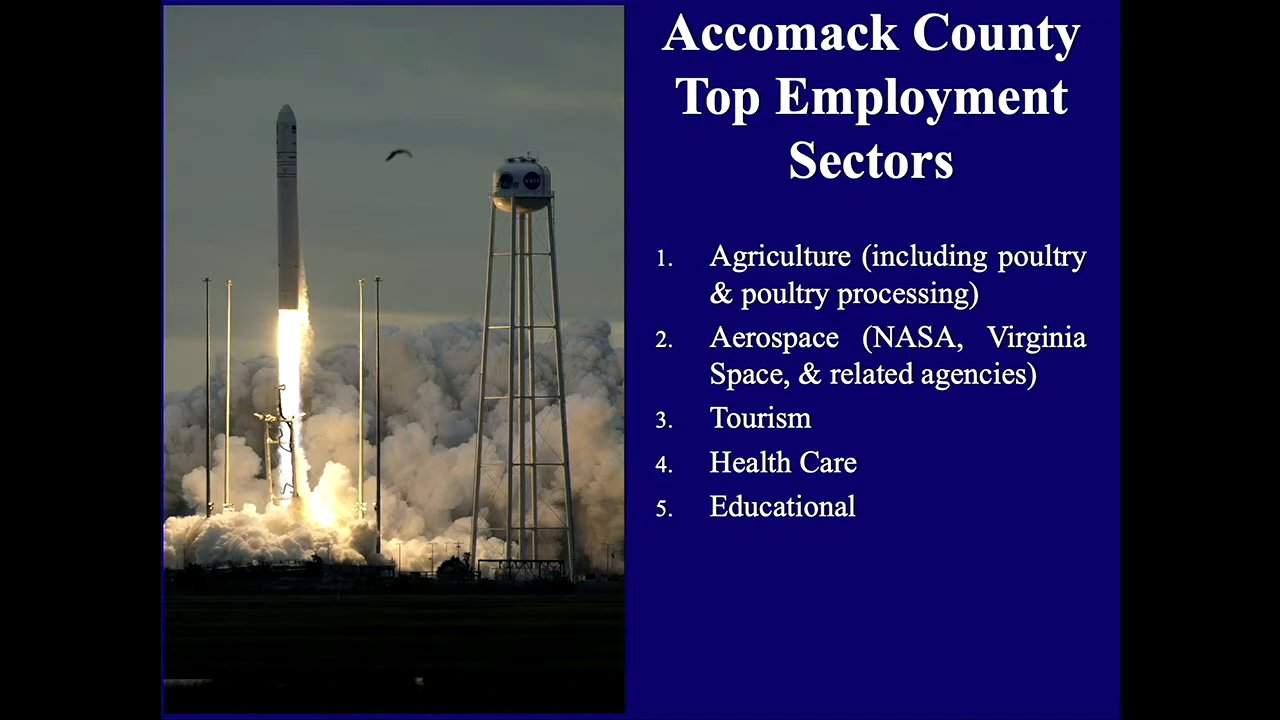 Accomack County
Top Employment
Sectors
1. Agriculture (including poultry
& poultry processing)
2. Aerospace (NASA, Virginia
Space, & related agencies)
3. Tourism
4. Health Care
5. Educational
NASA